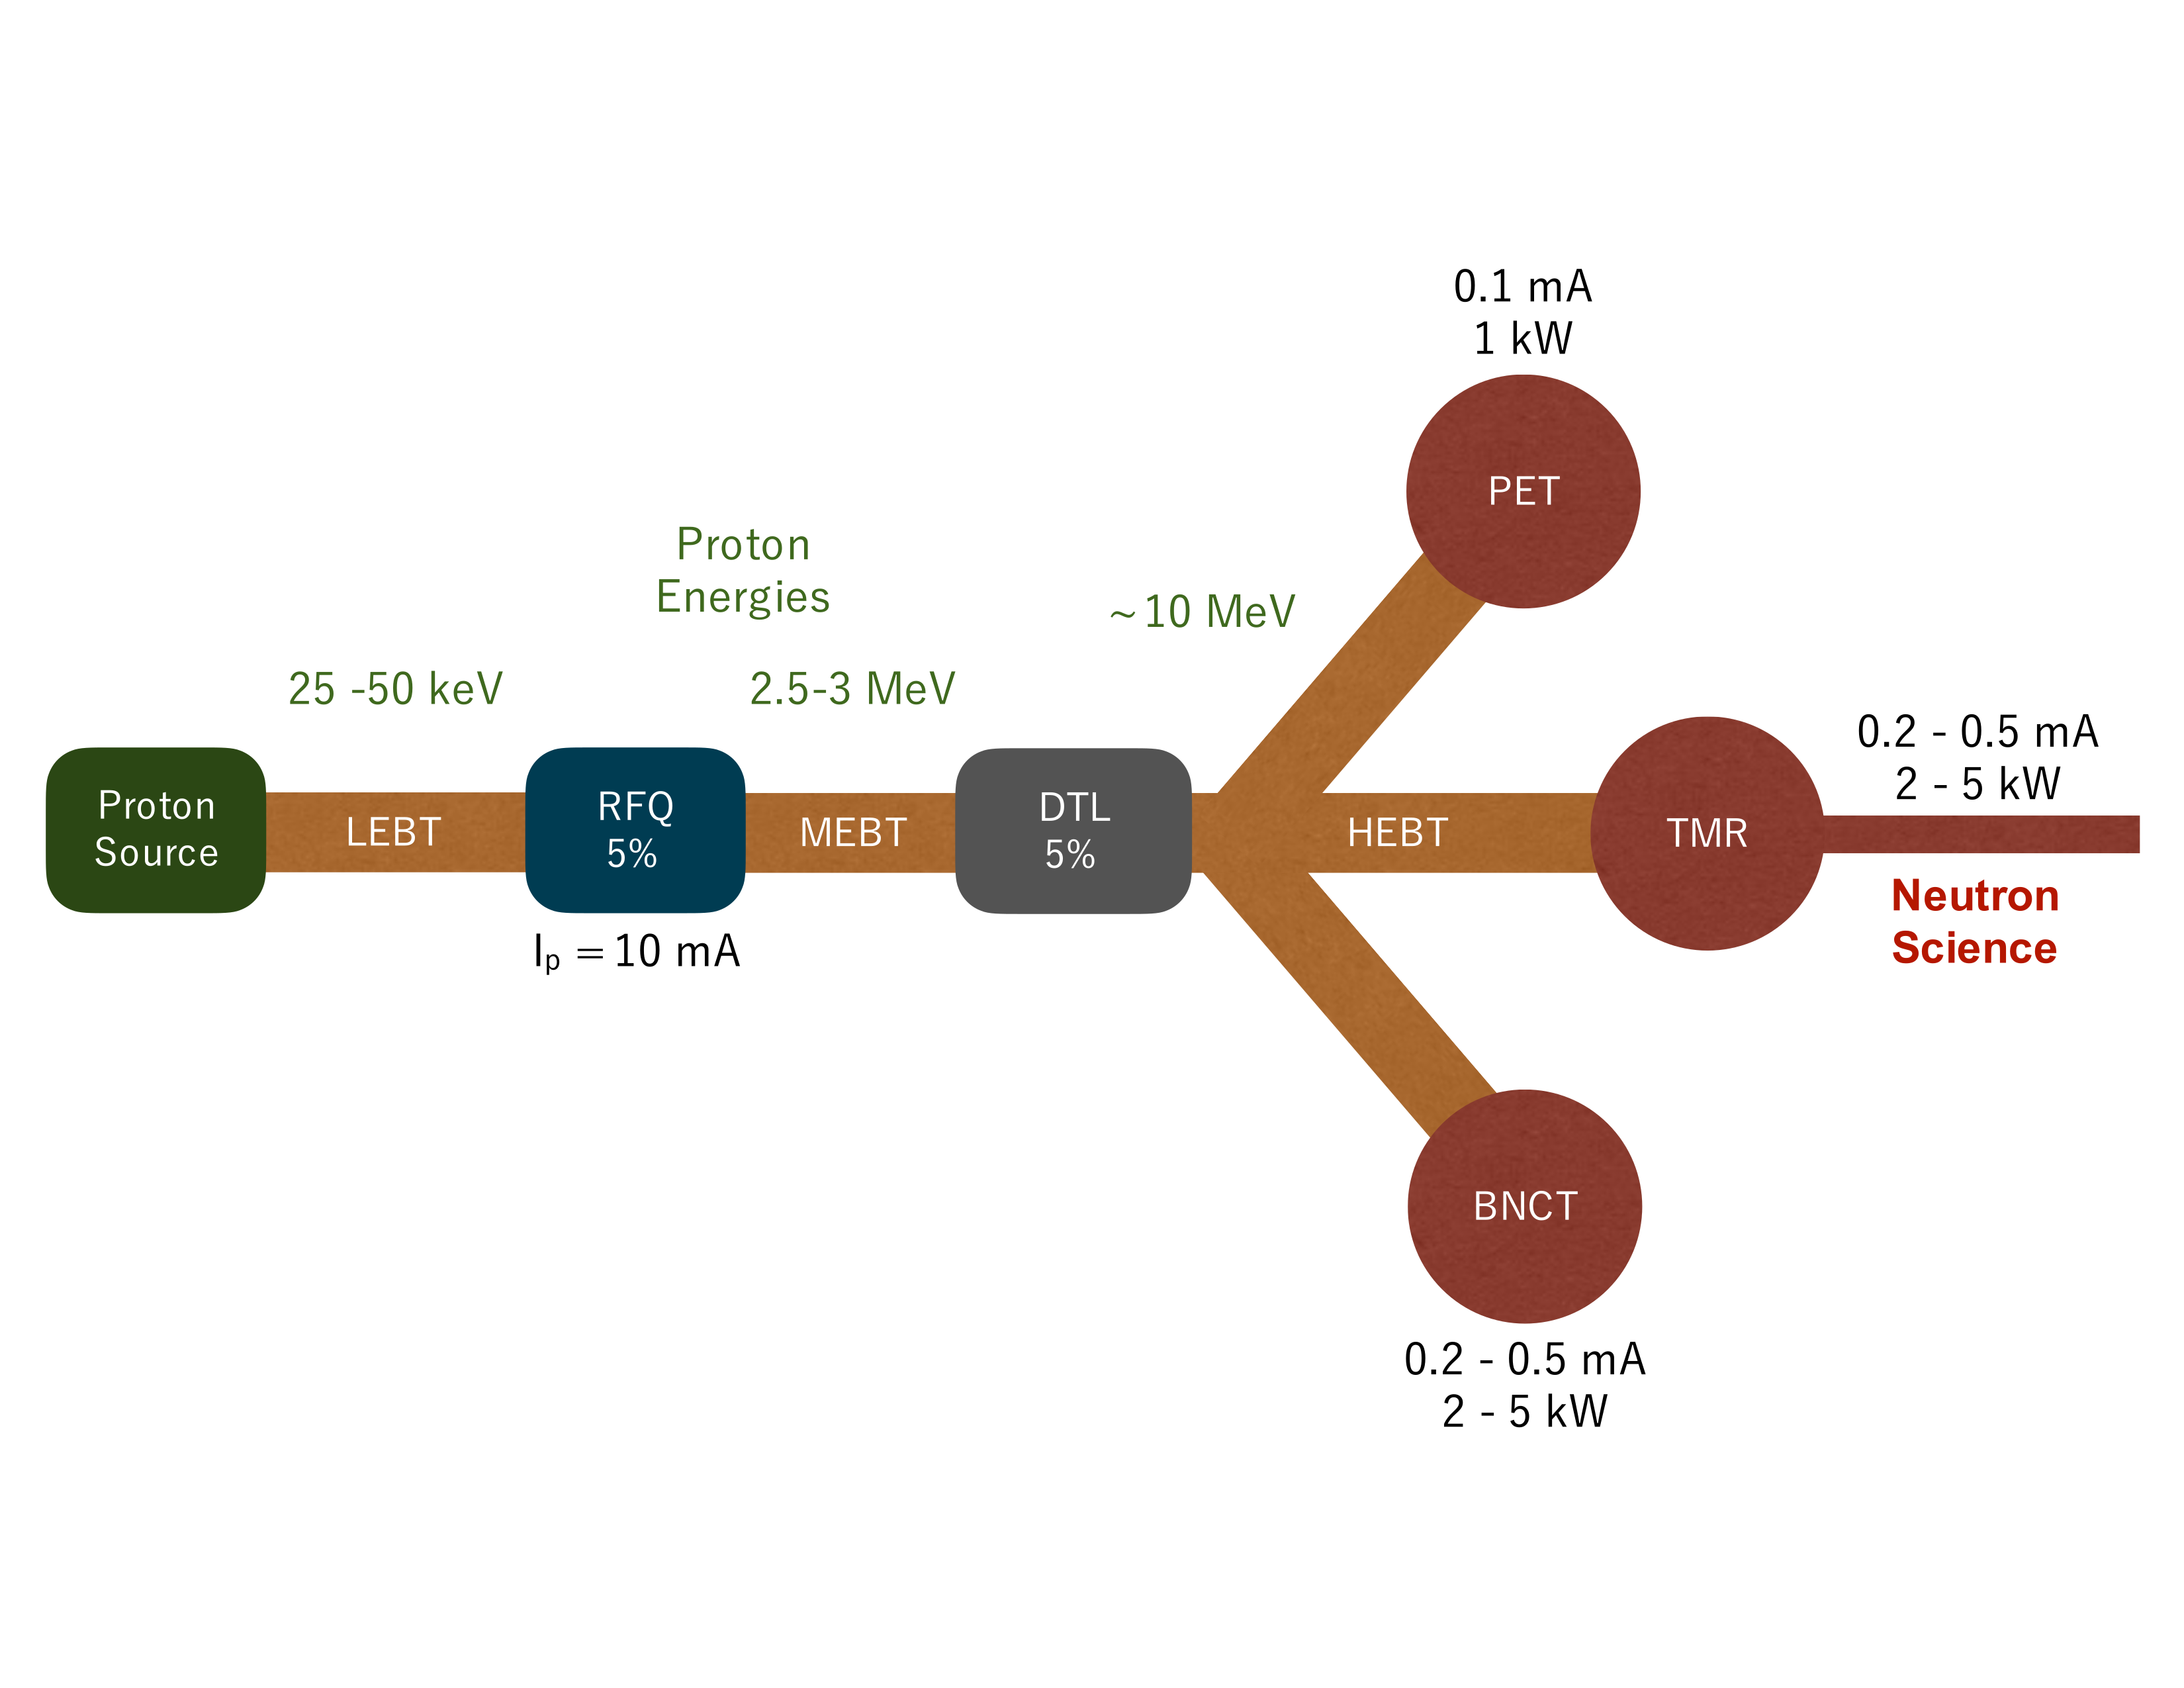 0.1 mA
1 kW
PET
Proton
Energies
~10 MeV
25 -50 keV
2.5-3 MeV
0.2 - 0.5 mA
2 - 5 kW
Proton
Source
LEBT
RFQ
5%
MEBT
DTL
5%
HEBT
TMR
Neutron
Science
Ip = 10 mA
BNCT
0.2 - 0.5 mA
2 - 5 kW